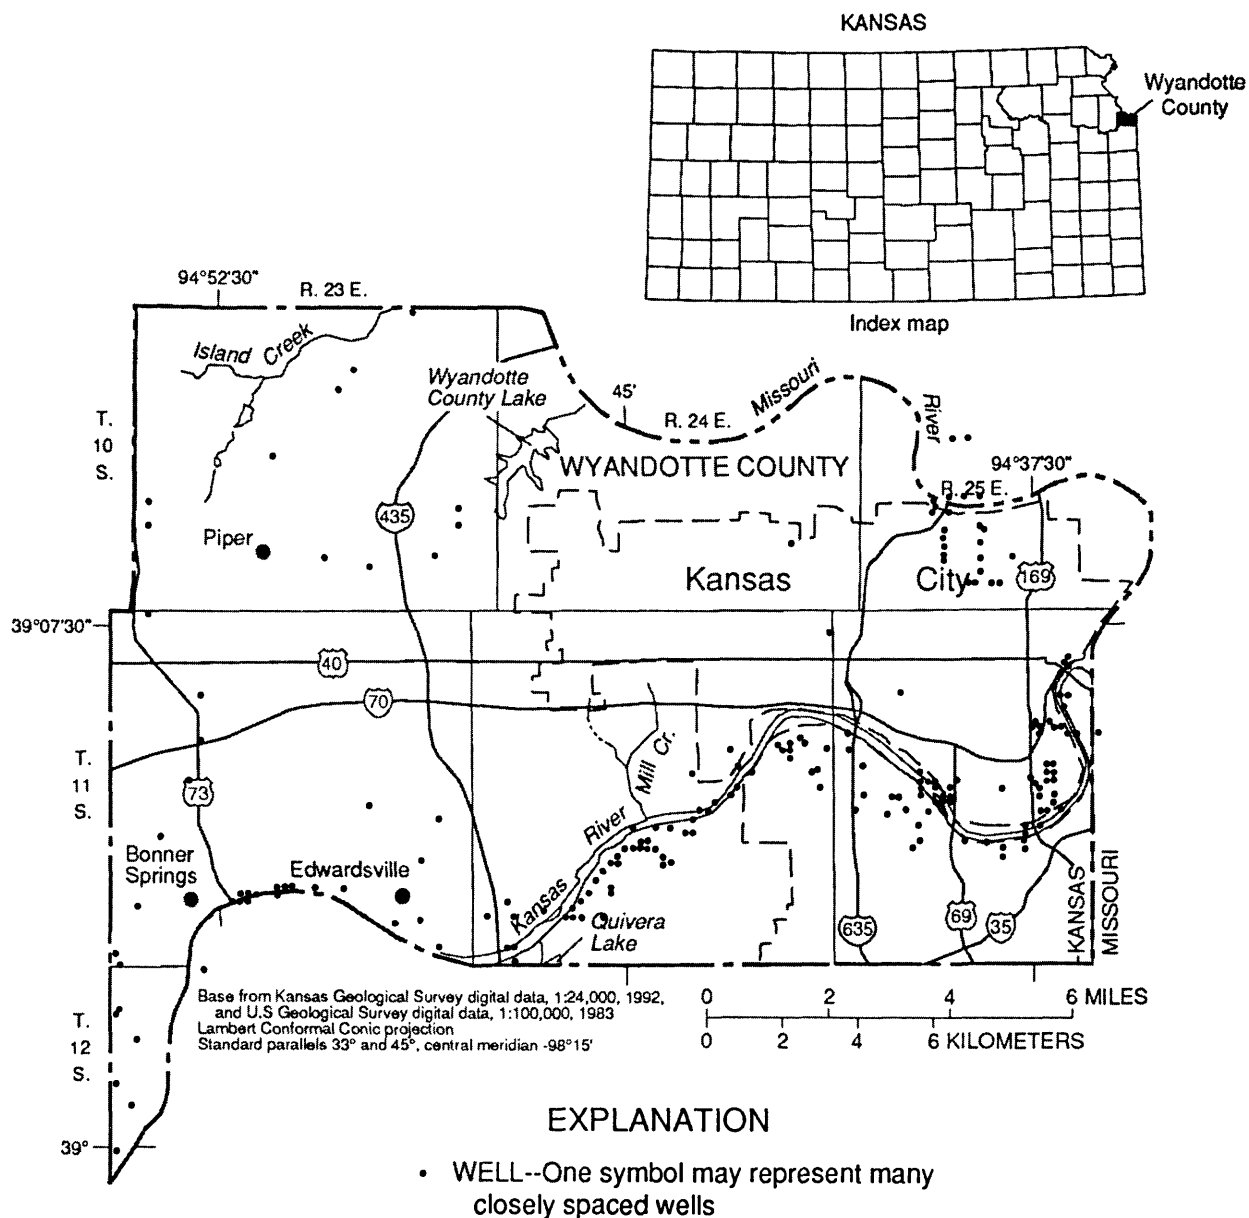 KANSAS
Wyandotte
County
Index map
94°52'30"
R. 23 E.
Island Creek
Wyandotte
County Lake
45'
Missouri
River
R. 24 E.
T.
10
S.
WYANDOTTE COUNTY
94°37'30"
R. 25 E.
435
Piper
Kansas City
169
39°07'30"
40
70
Mill Cr.
T.
11
S.
73
River
Bonner
Springs
Edwardsville
Kansas
Quivera
Lake
635
69
35
KANSAS
MISSOURI
Base from Kansas Geological Survey digital data, 1:24,000, 1992,
and U.S Geological Survey digital data, 1:100,000, 1983
Lambert Conformal Conic projection
Standard parallels 33° and 45°, central meridian -98°15'
0 2 4 6 MILES
0 2 4 6 KILOMETERS
T.
12
S.
39°
EXPLANATION
WELL--One symbol may represent many
closely spaced wells